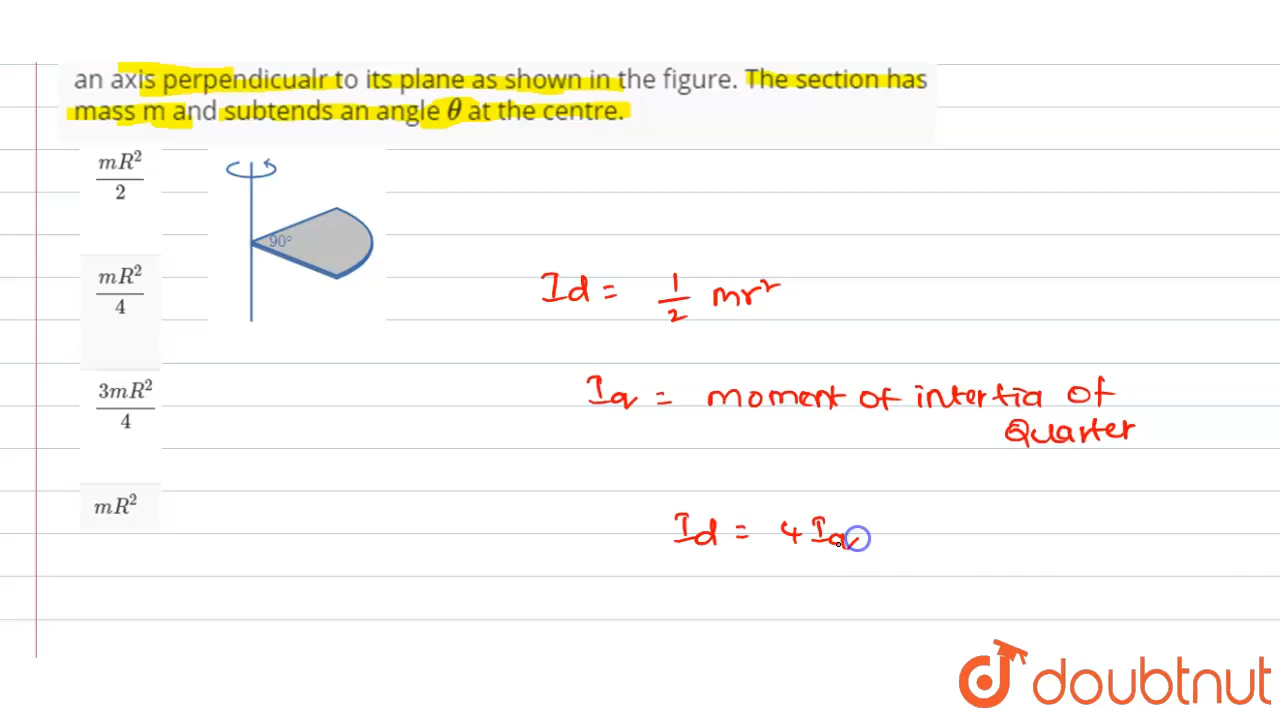 an axis perpendicualr to its plane as shown in the figure. The section has
mass m and subtends an angle θ at the centre.
mR²/2
mR²/4
3mR²/4
mR²
90°
Id = 1/2 mr²
Iq = moment of intertia of
Quarter
Id = 4 Iq
doubtnut